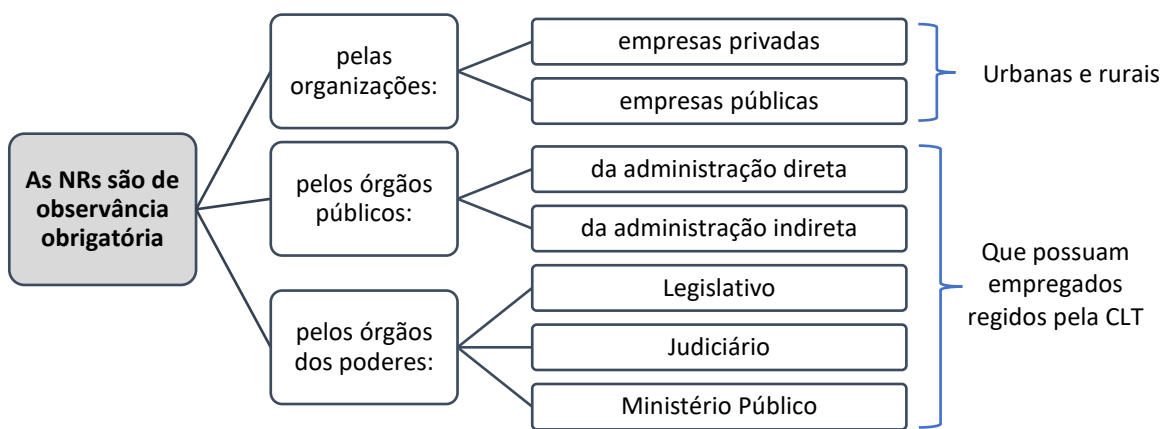 As NRs são de
observância
obrigatória
pelas
organizações:
empresas privadas
empresas públicas
Urbanas e rurais
pelos órgãos
públicos:
da administração direta
da administração indireta
pelos órgãos
dos poderes:
Legislativo
Judiciário
Ministério Público
Que possuam
empregados
regidos pela CLT